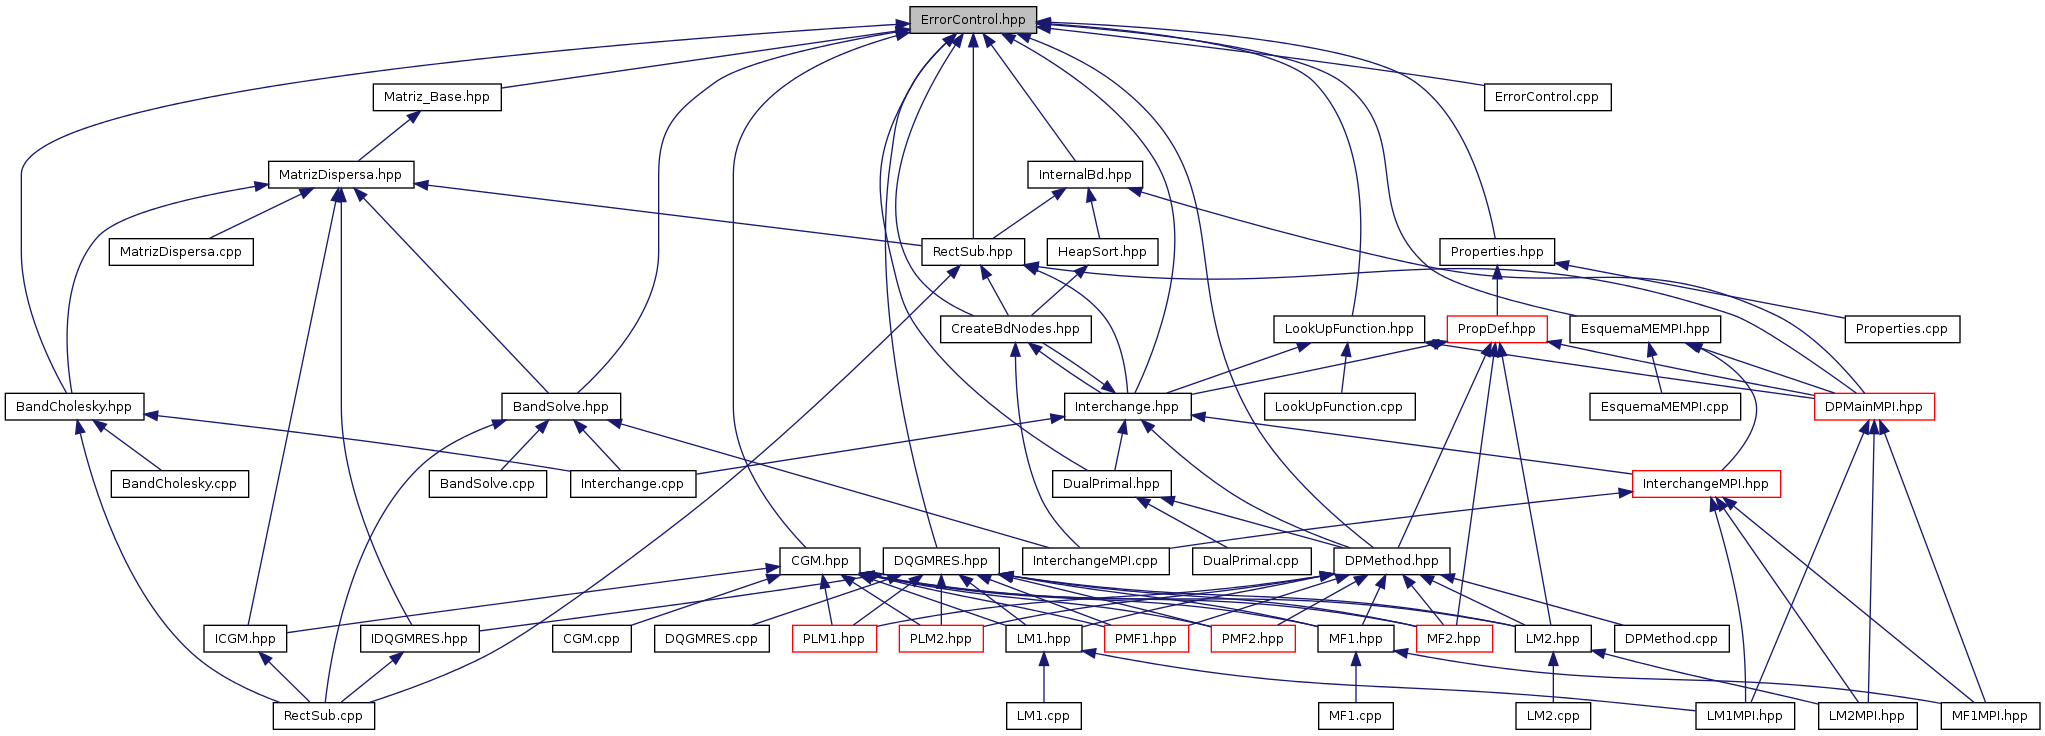 ErrorControl.hpp
Matriz_Base.hpp
ErrorControl.cpp
MatrizDispersa.hpp
InternalBd.hpp
MatrizDispersa.cpp
RectSub.hpp
HeapSort.hpp
Properties.hpp
CreateBdNodes.hpp
LookUpFunction.hpp
PropDef.hpp
EsquemaMEMPI.hpp
Properties.cpp
BandCholesky.hpp
BandSolve.hpp
Interchange.hpp
LookUpFunction.cpp
EsquemaMEMPI.cpp
DPMainMPI.hpp
BandCholesky.cpp
BandSolve.cpp
Interchange.cpp
DualPrimal.hpp
InterchangeMPI.hpp
CGM.hpp
DQGMRES.hpp
InterchangeMPI.cpp
DualPrimal.cpp
DPMethod.hpp
ICGM.hpp
IDQGMRES.hpp
CGM.cpp
DQGMRES.cpp
PLM1.hpp
PLM2.hpp
LM1.hpp
PMF1.hpp
PMF2.hpp
MF1.hpp
MF2.hpp
LM2.hpp
DPMethod.cpp
RectSub.cpp
LM1.cpp
MF1.cpp
LM2.cpp
LM1MPI.hpp
LM2MPI.hpp
MF1MPI.hpp